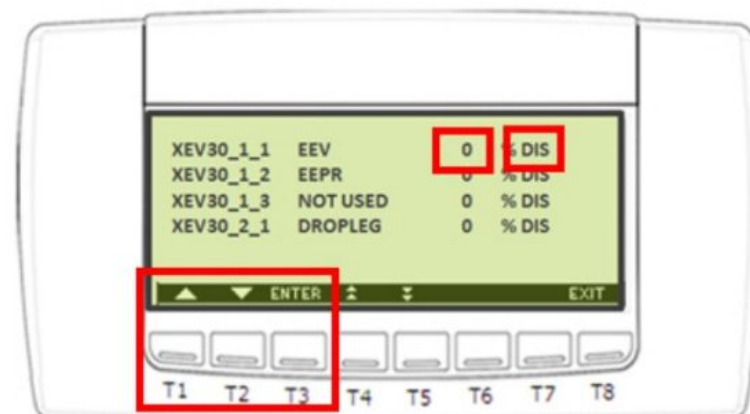 XEV30_1_1 EEV 0 % DIS
XEV30_1_2 EEPR 0 % DIS
XEV30_1_3 NOT USED 0 % DIS
XEV30_2_1 DROPLEG 0 % DIS
ENTER EXIT
T1 T2 T3 T4 T5 T6 T7 T8